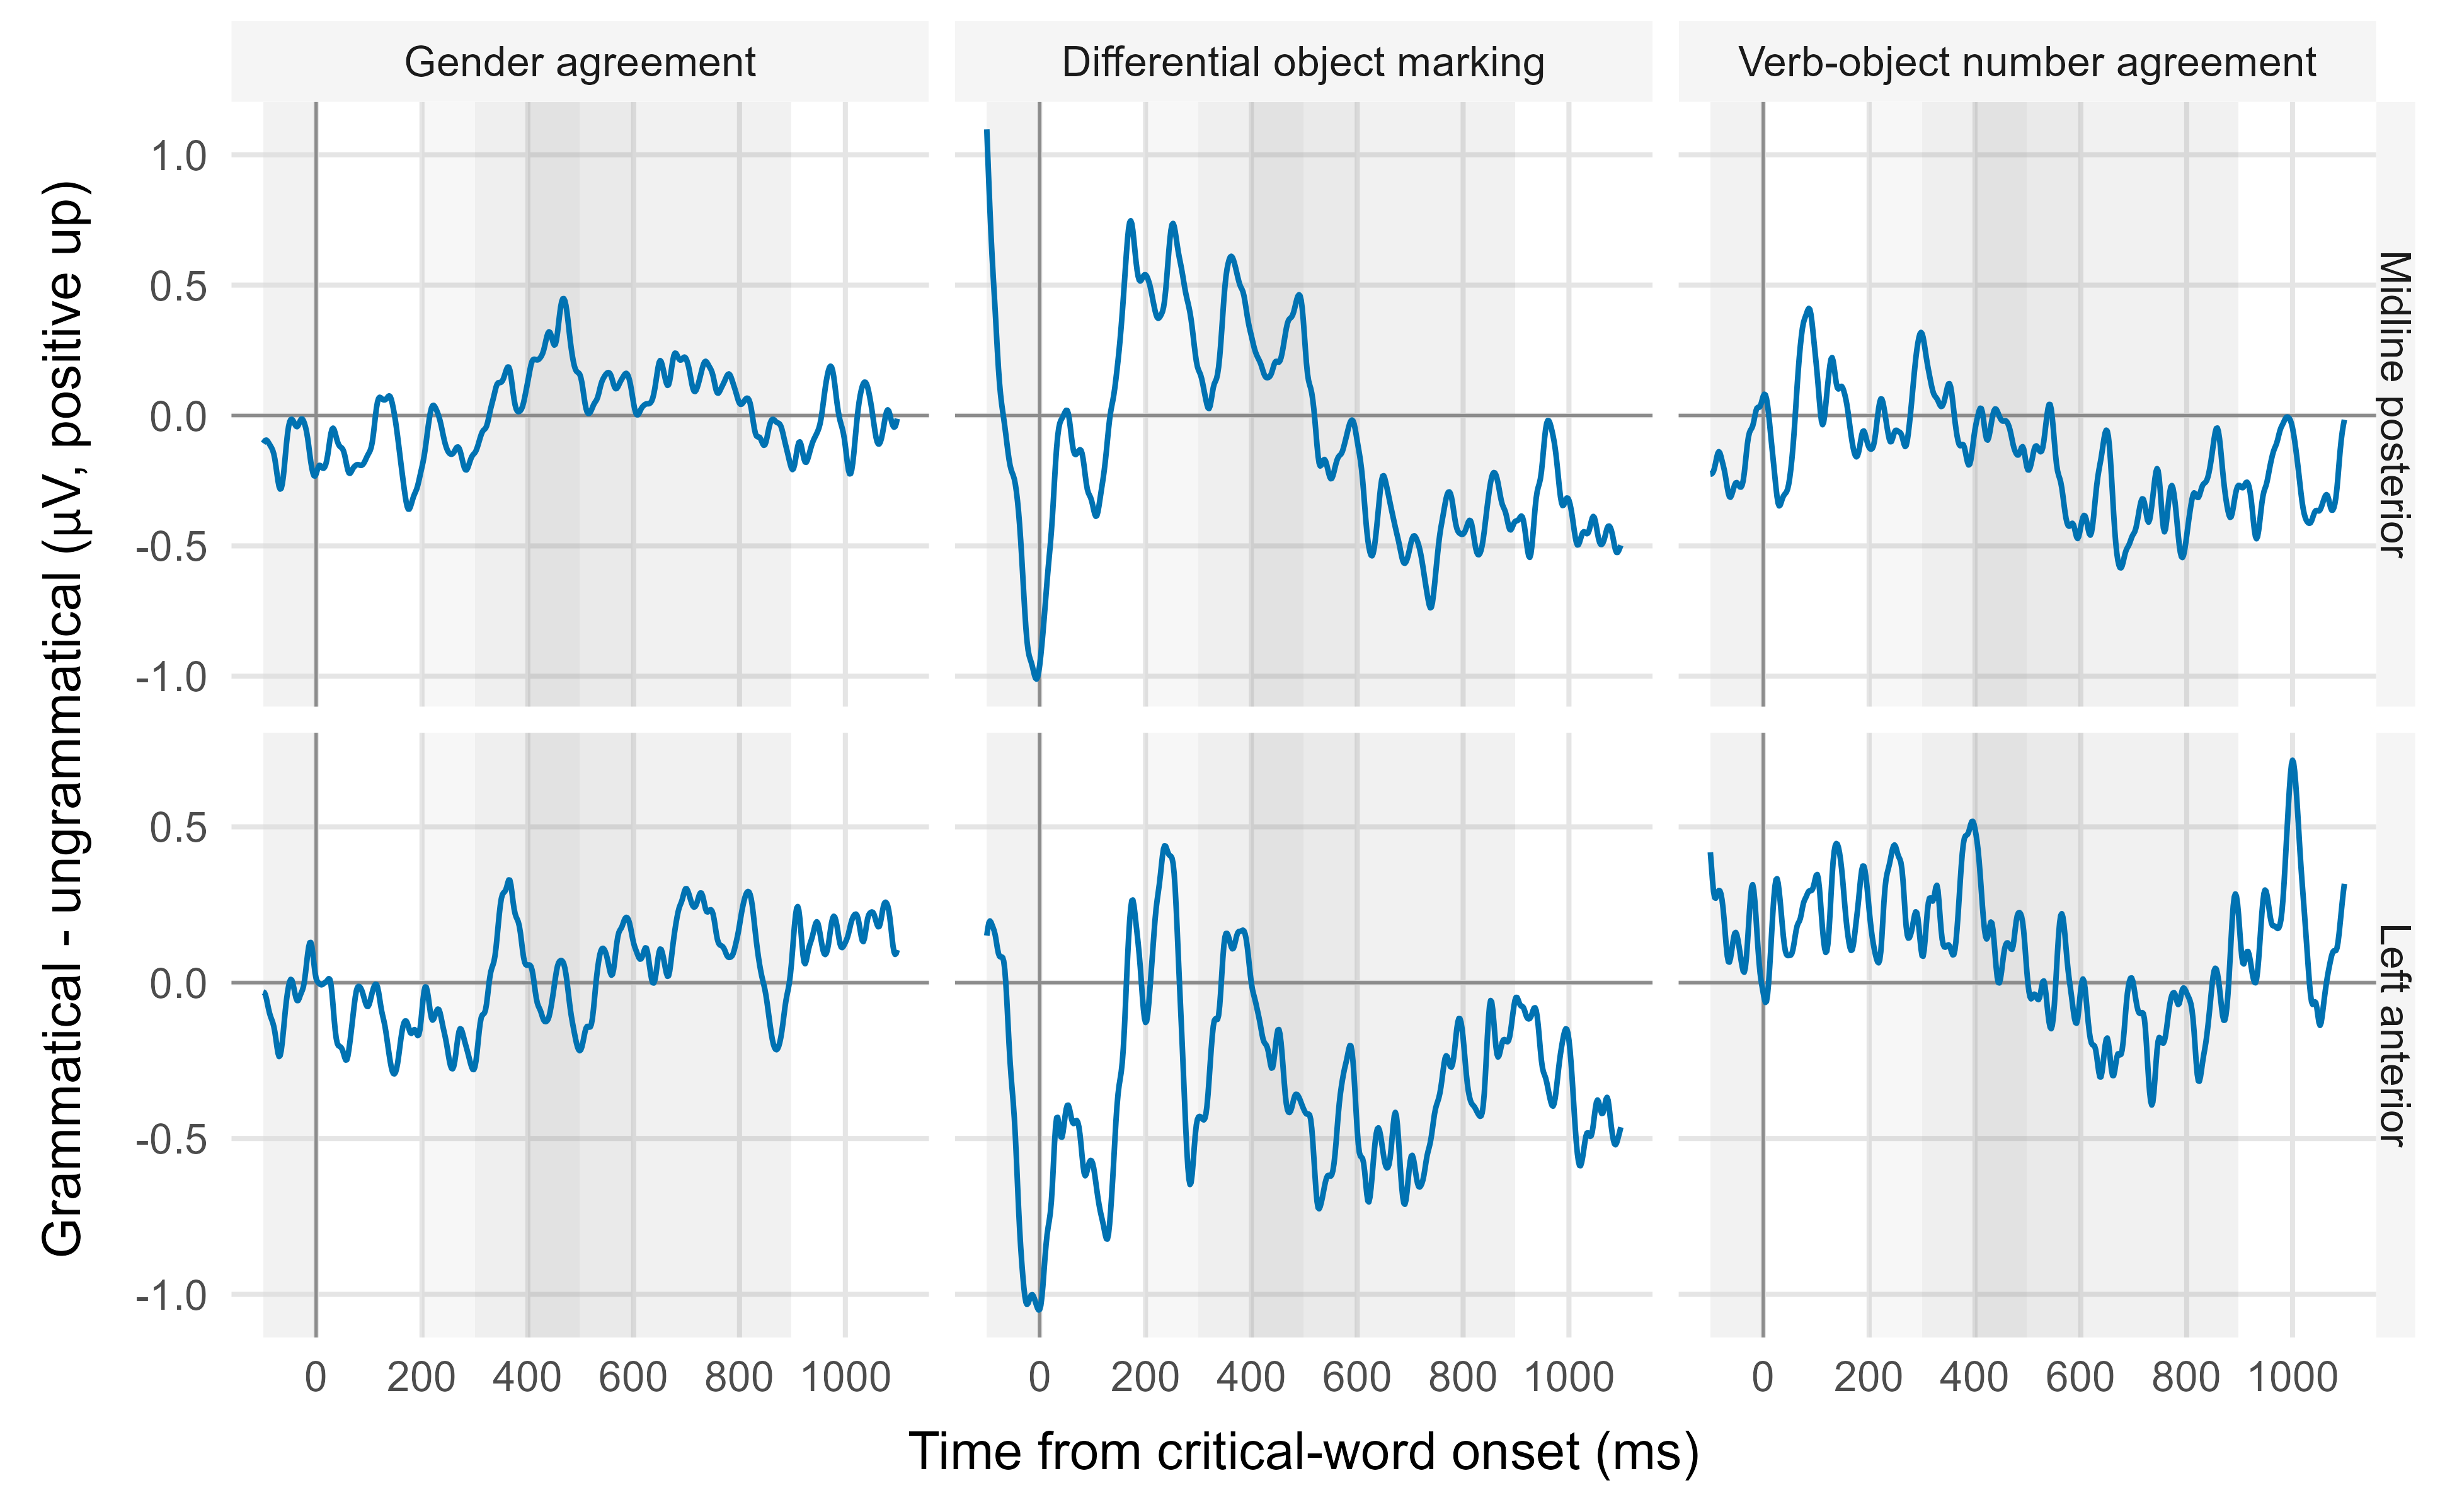 Gender agreement
Differential object marking
Verb-object number agreement
Grammatical - ungrammatical (µV, positive up)
1.0
0.5
0.0
-0.5
-1.0
Midline posterior
0.5
0.0
-0.5
-1.0
Left anterior
0 200 400 600 800 1000
0 200 400 600 800 1000
0 200 400 600 800 1000
Time from critical-word onset (ms)